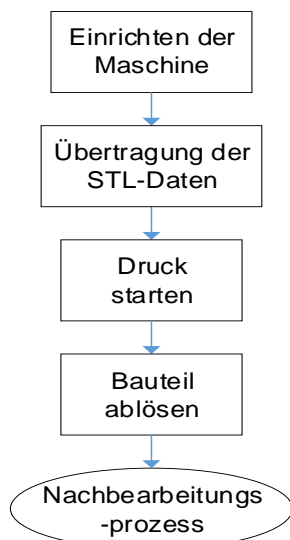 Einrichten der
Maschine
Übertragung der
STL-Daten
Druck
starten
Bauteil
ablösen
Nachbearbeitungs
-prozess